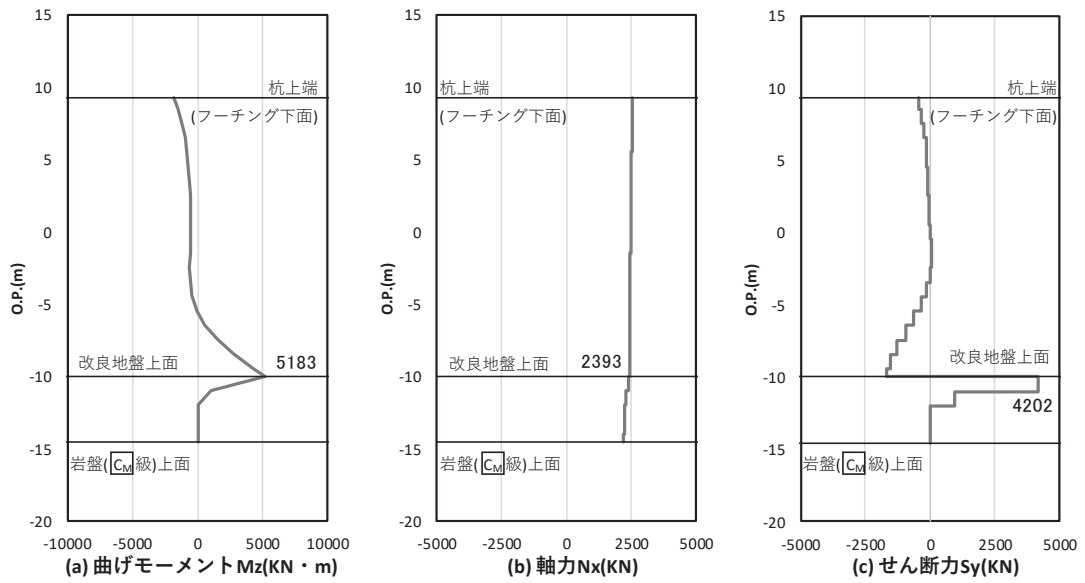 15
10
5
0
-5
-10
-15
-20
O.P.(m)
杭上端
(フーチング下面)
改良地盤上面
5183
岩盤(CM級)上面
-10000 -5000 0 5000 10000
(a) 曲げモーメントMz(KN・m)
15
10
5
0
-5
-10
-15
-20
O.P.(m)
杭上端
(フーチング下面)
改良地盤上面
2393
岩盤(CM級)上面
-5000 -2500 0 2500 5000
(b) 軸力Nx(KN)
15
10
5
0
-5
-10
-15
-20
O.P.(m)
杭上端
(フーチング下面)
改良地盤上面
4202
岩盤(CM級)上面
-5000 -2500 0 2500 5000
(c) せん断力Sy(KN)